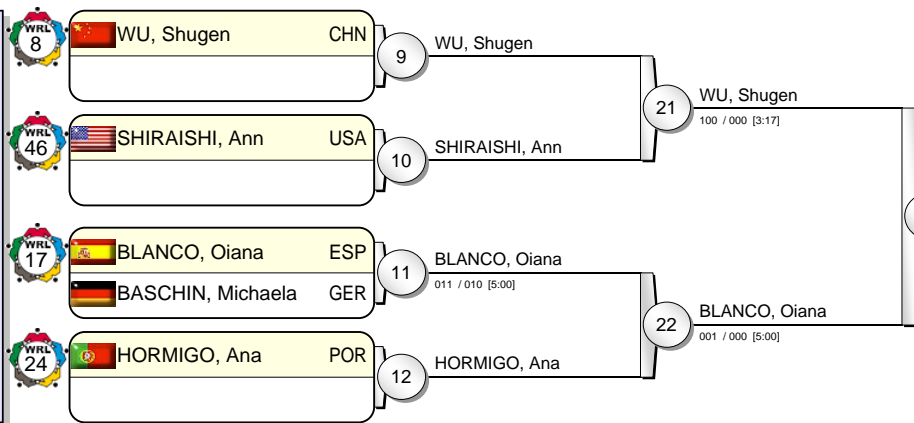 WRL
8
WU, Shugen CHN
9
WU, Shugen
21
WU, Shugen
100 / 000 [3:17]
WRL
46
SHIRAISHI, Ann USA
10
SHIRAISHI, Ann
WRL
17
BLANCO, Oiana ESP
BASCHIN, Michaela GER
11
BLANCO, Oiana
011 / 010 [5:00]
22
BLANCO, Oiana
001 / 000 [5:00]
WRL
24
HORMIGO, Ana POR
12
HORMIGO, Ana